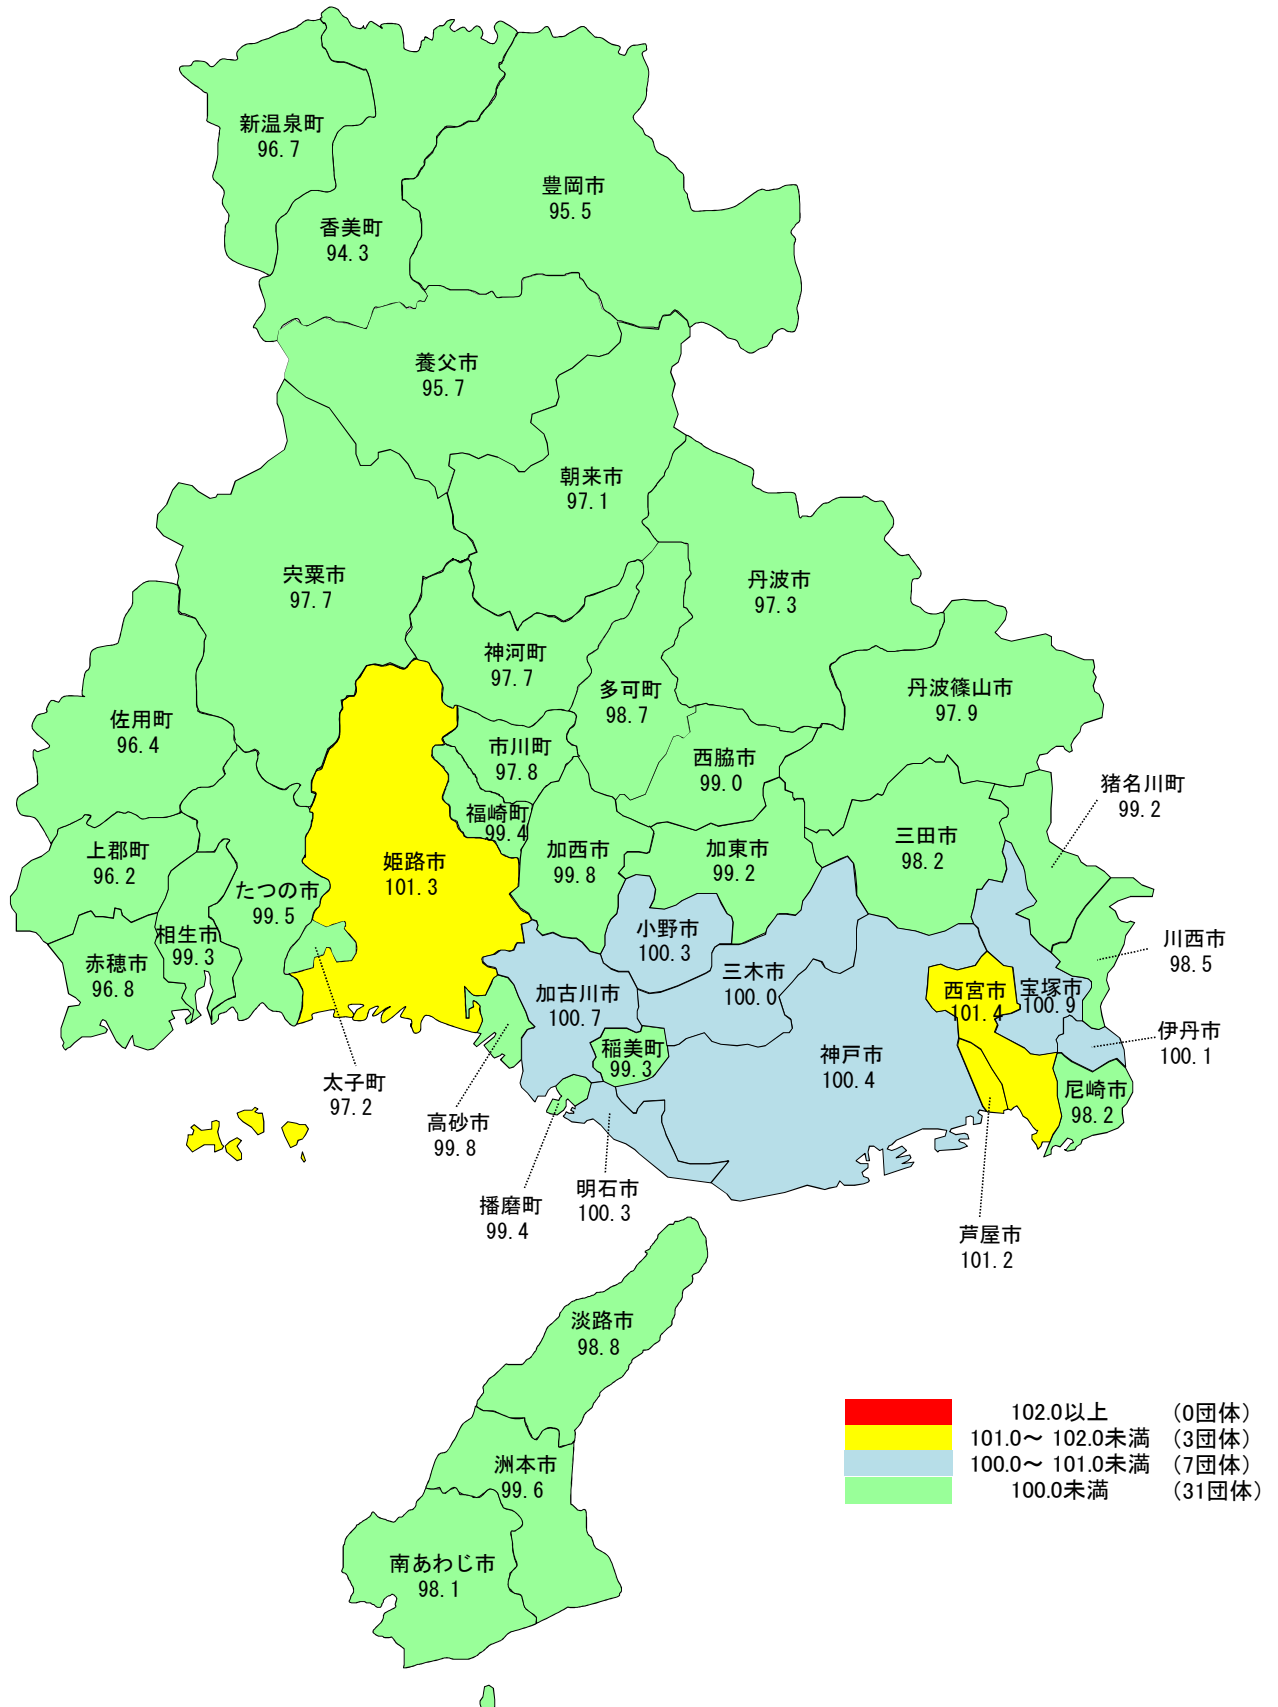 新温泉町
96.7
豊岡市
95.5
香美町
94.3
養父市
95.7
朝来市
97.1
宍粟市
97.7
丹波市
97.3
神河町
97.7
多可町
98.7
丹波篠山市
97.9
佐用町
96.4
市川町
97.8
西脇市
99.0
猪名川町
99.2
福崎町
99.4
三田市
98.2
上郡町
96.2
姫路市
101.3
加西市
99.8
加東市
99.2
たつの市
99.5
相生市
99.3
小野市
100.3
川西市
98.5
赤穂市
96.8
三木市
100.0
加古川市
100.7
西宮市
101.4
宝塚市
100.9
伊丹市
100.1
稲美町
99.3
神戸市
100.4
尼崎市
98.2
太子町
97.2
高砂市
99.8
播磨町
99.4
明石市
100.3
芦屋市
101.2
淡路市
98.8
洲本市
99.6
南あわじ市
98.1
102.0以上 (0団体)
101.0～ 102.0未満 (3団体)
100.0～ 101.0未満 (7団体)
100.0未満 (31団体)